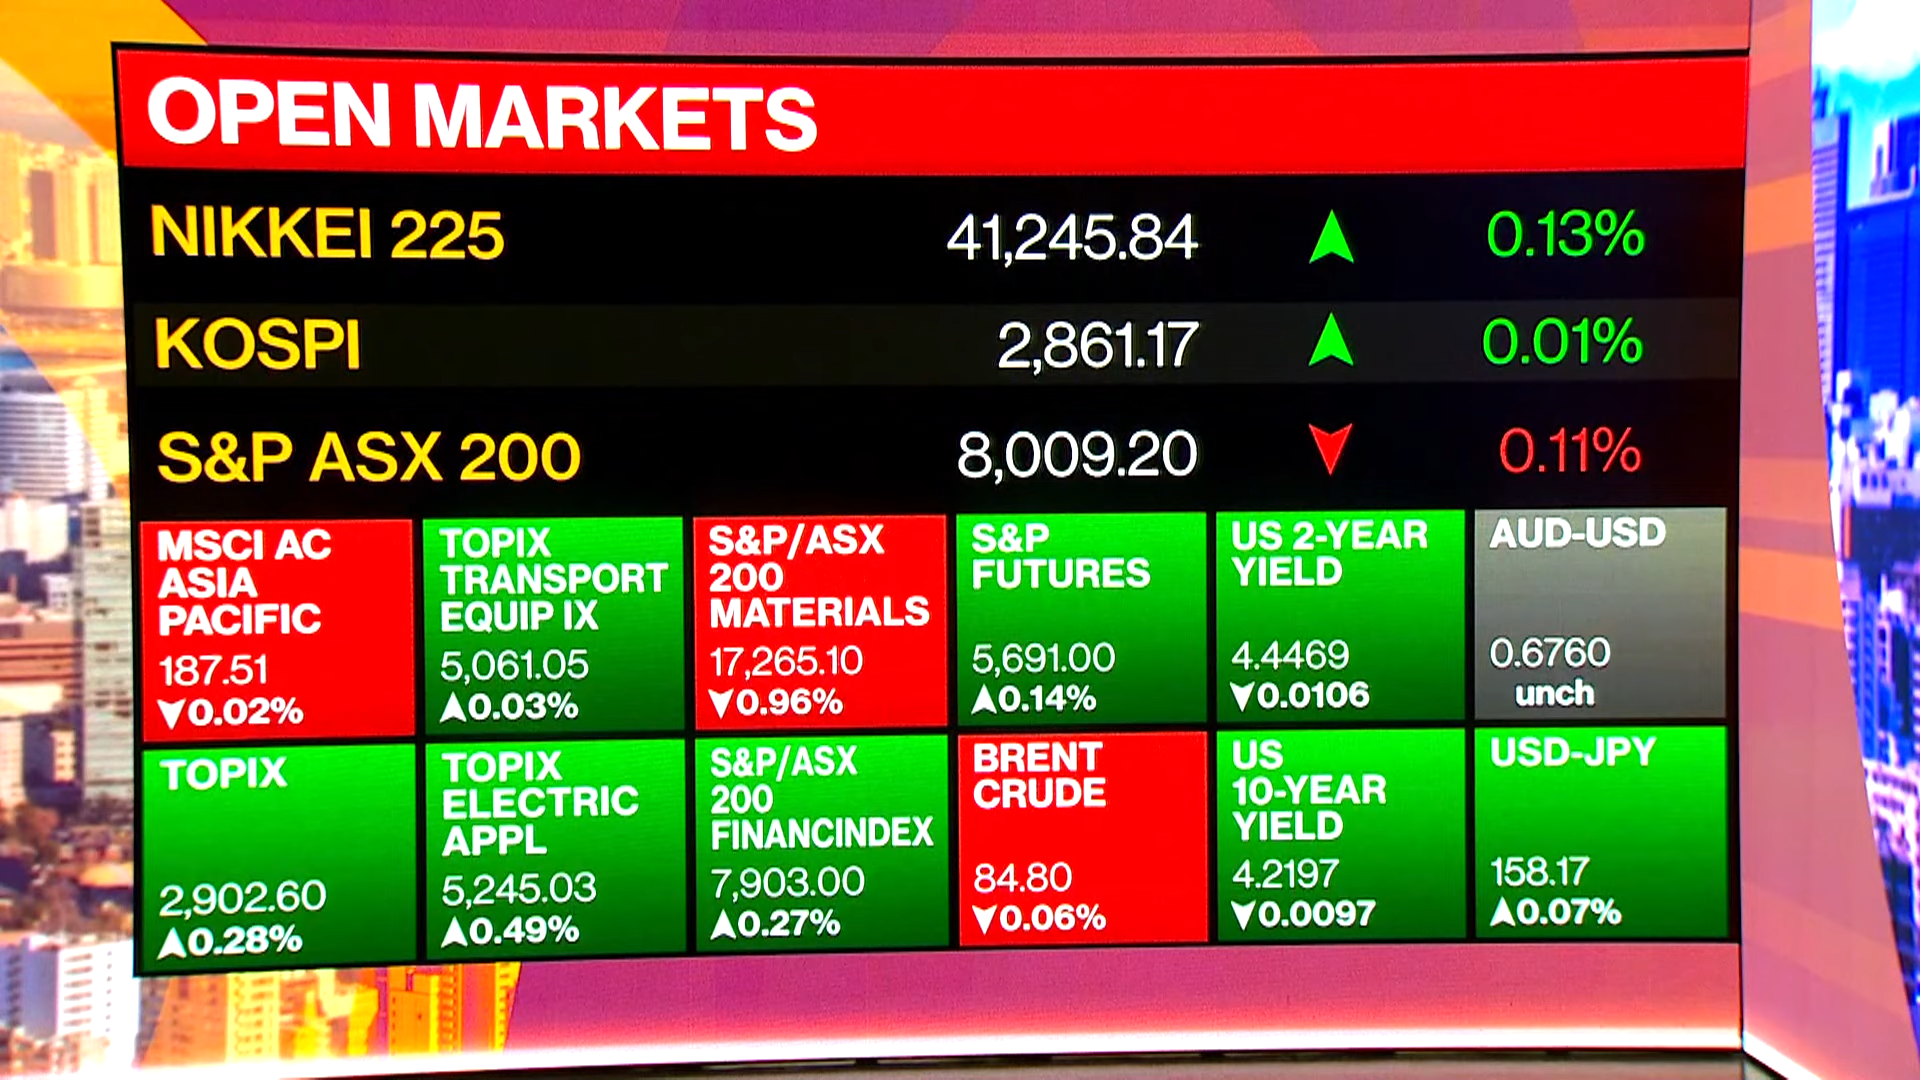 OPEN MARKETS
NIKKEI 225 41,245.84 ▲ 0.13%
KOSPI 2,861.17 ▲ 0.01%
S&P ASX 200 8,009.20 ▼ 0.11%
MSCI AC
ASIA
PACIFIC
187.51
▼0.02%
TOPIX
TRANSPORT
EQUIP IX
5,061.05
▲0.03%
S&P/ASX
200
MATERIALS
17,265.10
▼0.96%
S&P
FUTURES
5,691.00
▲0.14%
US 2-YEAR
YIELD
4.4469
▼0.0106
AUD-USD
0.6760
unch
TOPIX
2,902.60
▲0.28%
TOPIX
ELECTRIC
APPL
5,245.03
▲0.49%
S&P/ASX
200
FINANCINDEX
7,903.00
▲0.27%
BRENT
CRUDE
84.80
▼0.06%
US
10-YEAR
YIELD
4.2197
▼0.0097
USD-JPY
158.17
▲0.07%